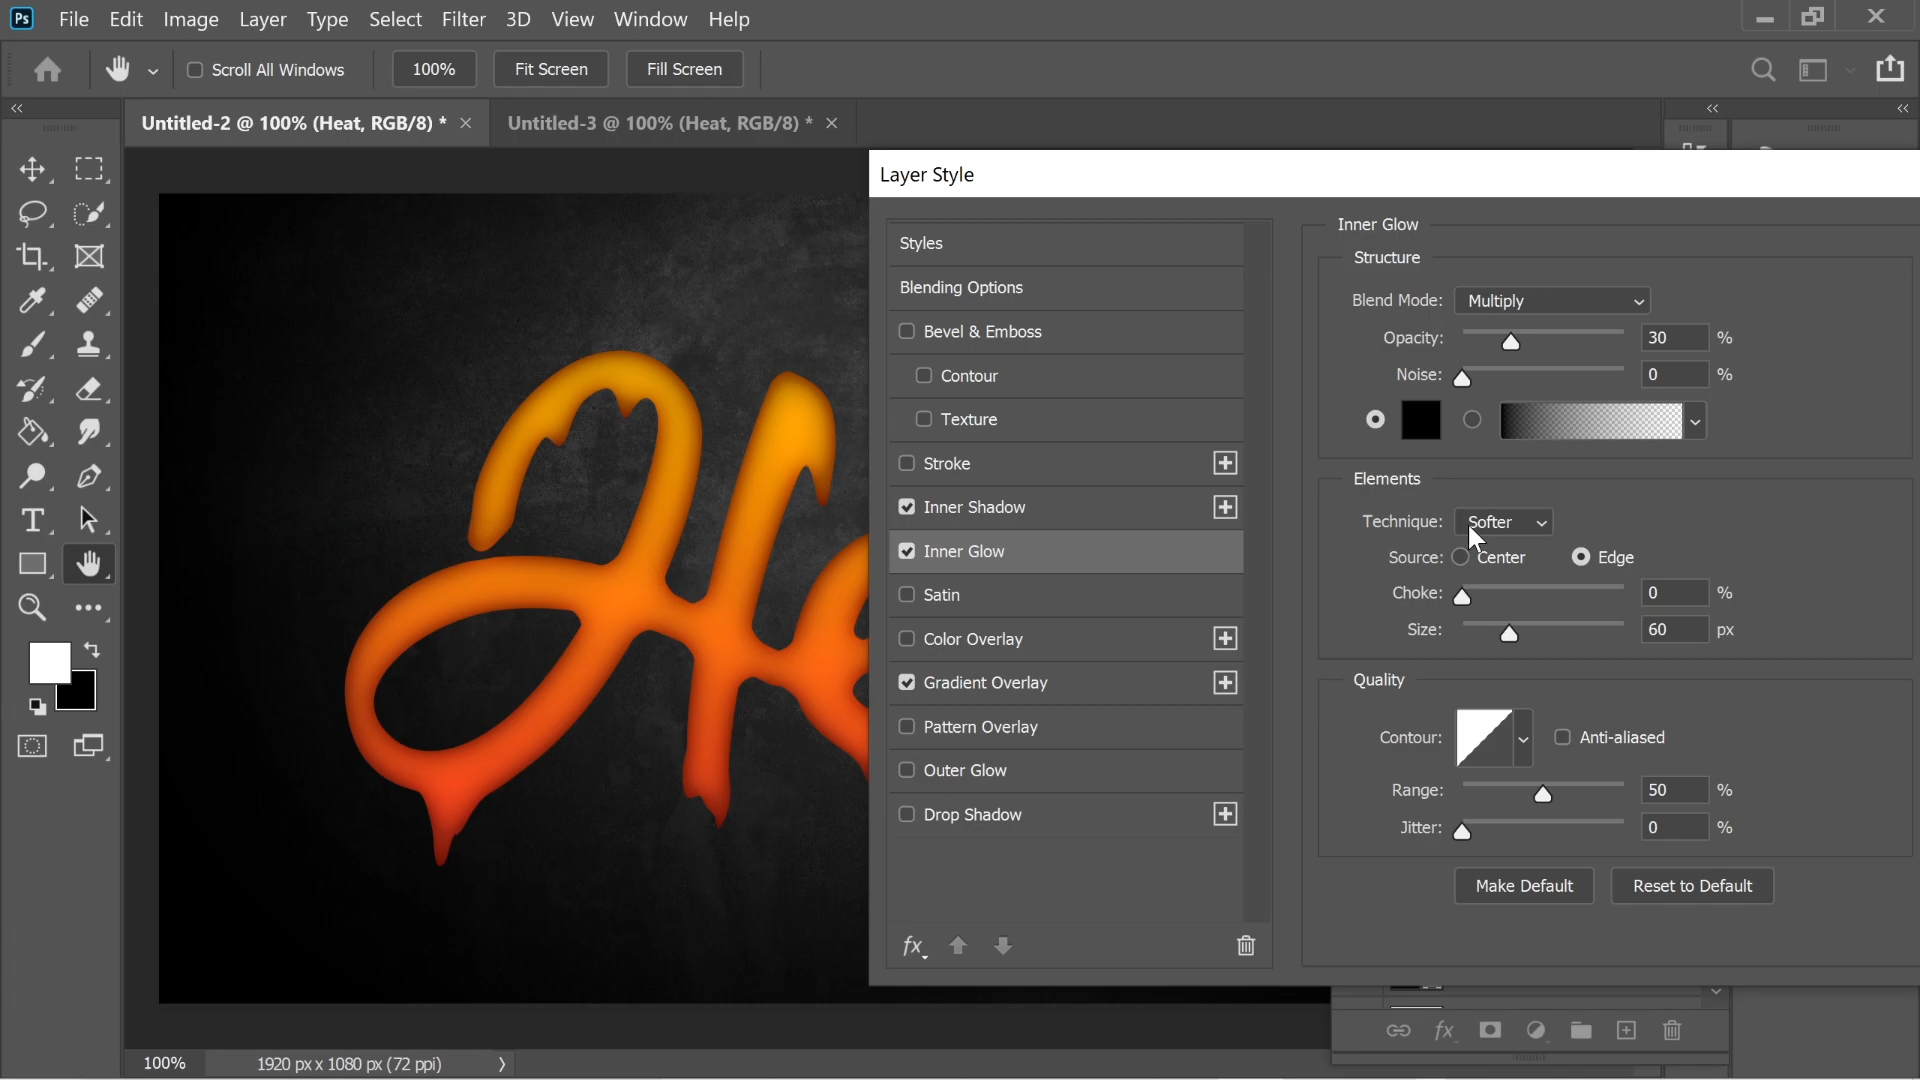 Ps File Edit Image Layer Type Select Filter 3D View Window Help
Scroll All Windows 100% Fit Screen Fill Screen
Untitled-2 @ 100% (Heat, RGB/8) * Untitled-3 @ 100% (Heat, RGB/8) *
Layer Style
Styles
Blending Options
Bevel & Emboss
Contour
Texture
Stroke
Inner Shadow
Inner Glow
Satin
Color Overlay
Gradient Overlay
Pattern Overlay
Outer Glow
Drop Shadow
fx
Inner Glow
Structure
Blend Mode: Multiply
Opacity: 30 %
Noise: 0 %
Elements
Technique: Softer
Source: Center Edge
Choke: 0 %
Size: 60 px
Quality
Contour: Anti-aliased
Range: 50 %
Jitter: 0 %
Make Default Reset to Default
He
fx
100% 1920 px x 1080 px (72 ppi)